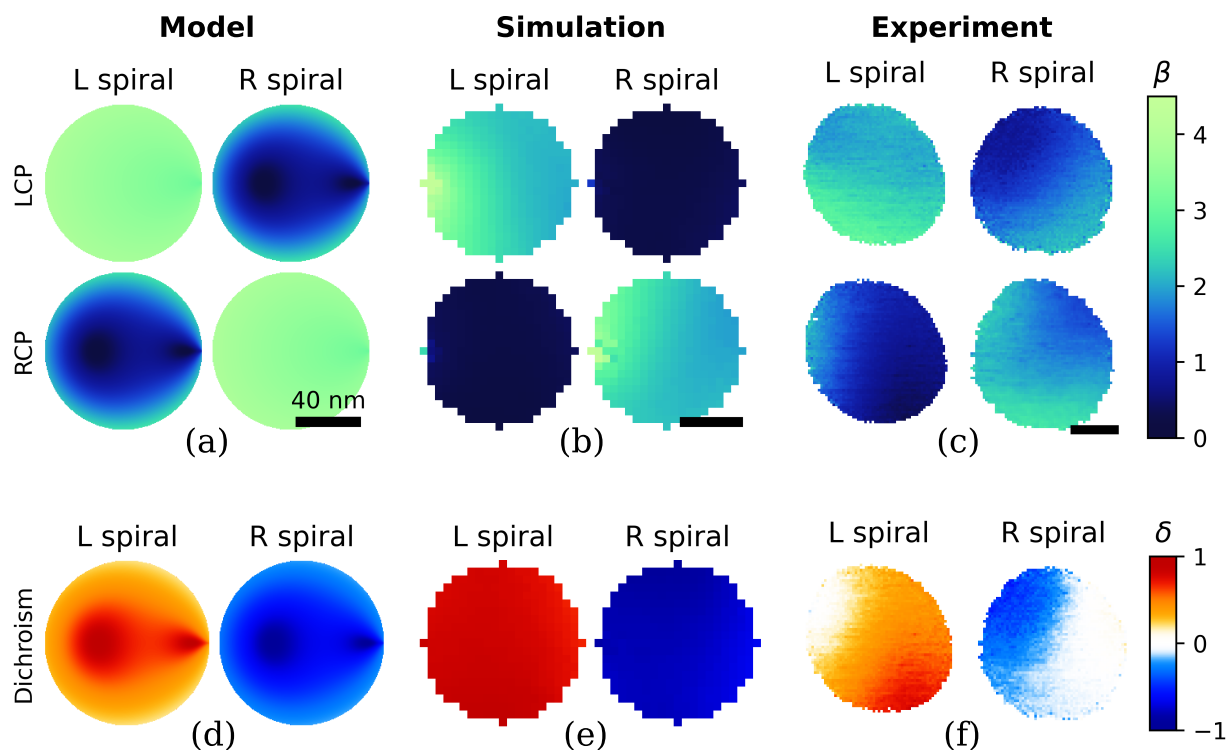 Model Simulation Experiment
L spiral R spiral L spiral R spiral L spiral R spiral β
LCP
RCP
4
3
2
1
0
40 nm
(a) (b) (c)
L spiral R spiral L spiral R spiral L spiral R spiral δ
Dichroism
1
0
−1
(d) (e) (f)